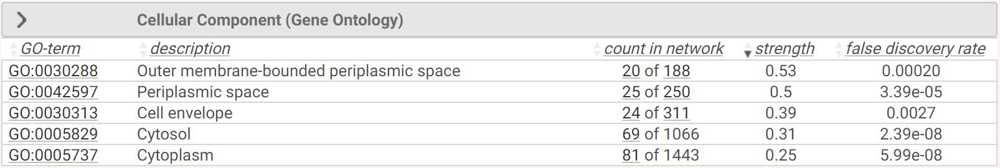 Cellular Component (Gene Ontology)
GO-term description count in network strength false discovery rate
GO:0030288 Outer membrane-bounded periplasmic space 20 of 188 0.53 0.00020
GO:0042597 Periplasmic space 25 of 250 0.5 3.39e-05
GO:0030313 Cell envelope 24 of 311 0.39 0.0027
GO:0005829 Cytosol 69 of 1066 0.31 2.39e-08
GO:0005737 Cytoplasm 81 of 1443 0.25 5.99e-08